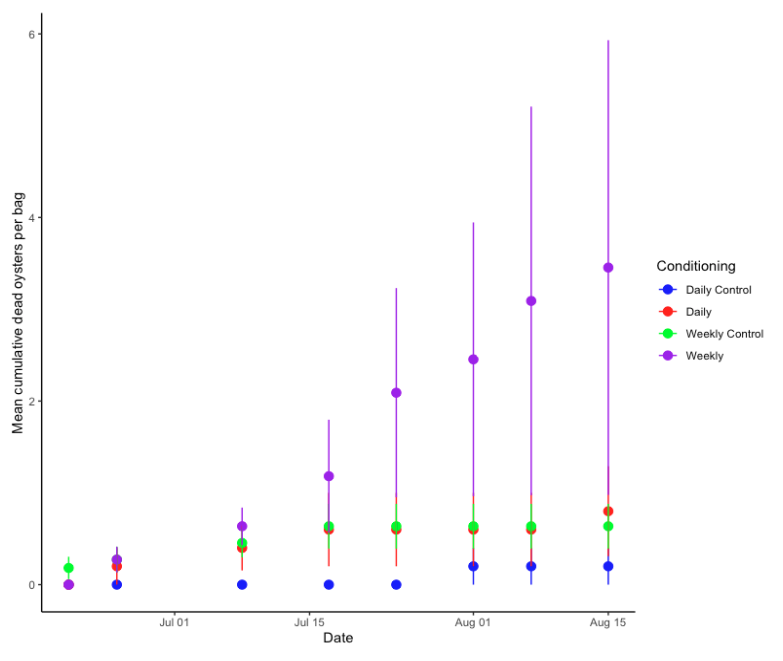 6
4
2
0
Mean cumulative dead oysters per bag
Jul 01
Jul 15
Aug 01
Aug 15
Date
Conditioning
Daily Control
Daily
Weekly Control
Weekly